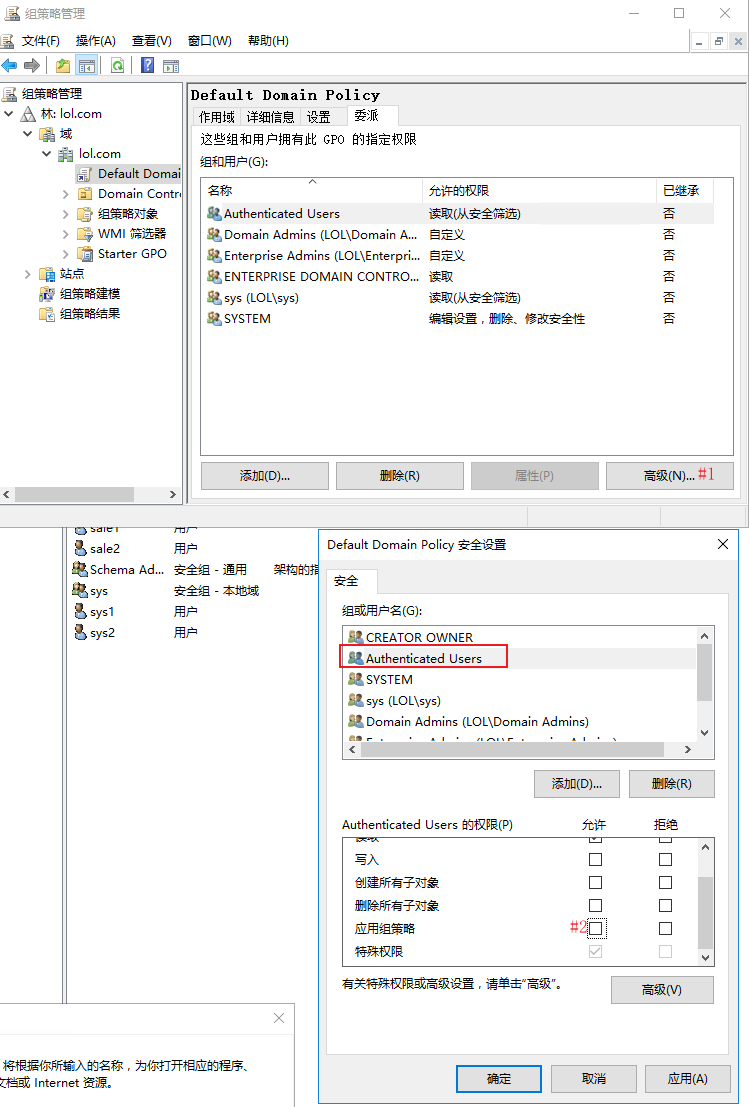 组策略管理
文件(F) 操作(A) 查看(V) 窗口(W) 帮助(H)
组策略管理
林: lol.com
域
lol.com
Default Domai
Domain Contr
组策略对象
WMI 筛选器
Starter GPO
站点
组策略建模
组策略结果
Default Domain Policy
作用域 详细信息 设置 委派
这些组和用户拥有此 GPO 的指定权限
组和用户(G):
名称 允许的权限 已继承
Authenticated Users 读取(从安全筛选) 否
Domain Admins (LOL\Domain A... 自定义 否
Enterprise Admins (LOL\Enterpri... 自定义 否
ENTERPRISE DOMAIN CONTRO... 读取 否
sys (LOL\sys) 读取(从安全筛选) 否
SYSTEM 编辑设置，删除、修改安全性 否
添加(D)... 删除(R) 属性(P) 高级(N)... #1
sale1 用户
sale2 用户
Schema Ad... 安全组 - 通用 架构的指
sys 安全组 - 本地域
sys1 用户
sys2 用户
Default Domain Policy 安全设置
安全
组或用户名(G):
CREATOR OWNER
Authenticated Users
SYSTEM
sys (LOL\sys)
Domain Admins (LOL\Domain Admins)
Enterprise Admins (LOL\Enterprise Admins)
添加(D)... 删除(R)
Authenticated Users 的权限(P) 允许 拒绝
读取
写入
创建所有子对象
删除所有子对象
应用组策略 #2
特殊权限
有关特殊权限或高级设置，请单击“高级”。
高级(V)
确定 取消 应用(A)
将根据你所输入的名称，为你打开相应的程序、
文档或 Internet 资源。